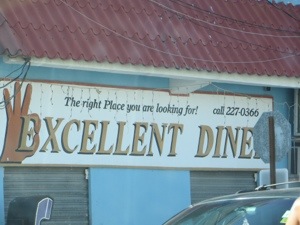 The right Place you are looking for! call 227-0366
EXCELLENT DINE